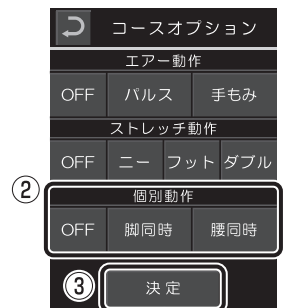 コースオプション
エアー動作
OFF パルス 手もみ
ストレッチ動作
OFF ニー フット ダブル
② 個別動作
OFF 脚同時 腰同時
③ 決定